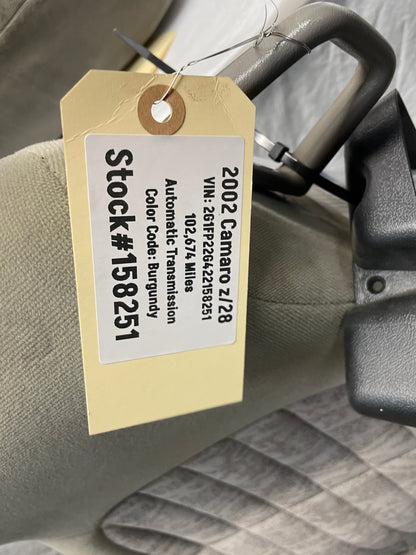 2002 Camaro z/28
VIN: 2G1FP22G422158251
102,674 Miles
Automatic Transmission
Color Code: Burgundy
Stock#158251